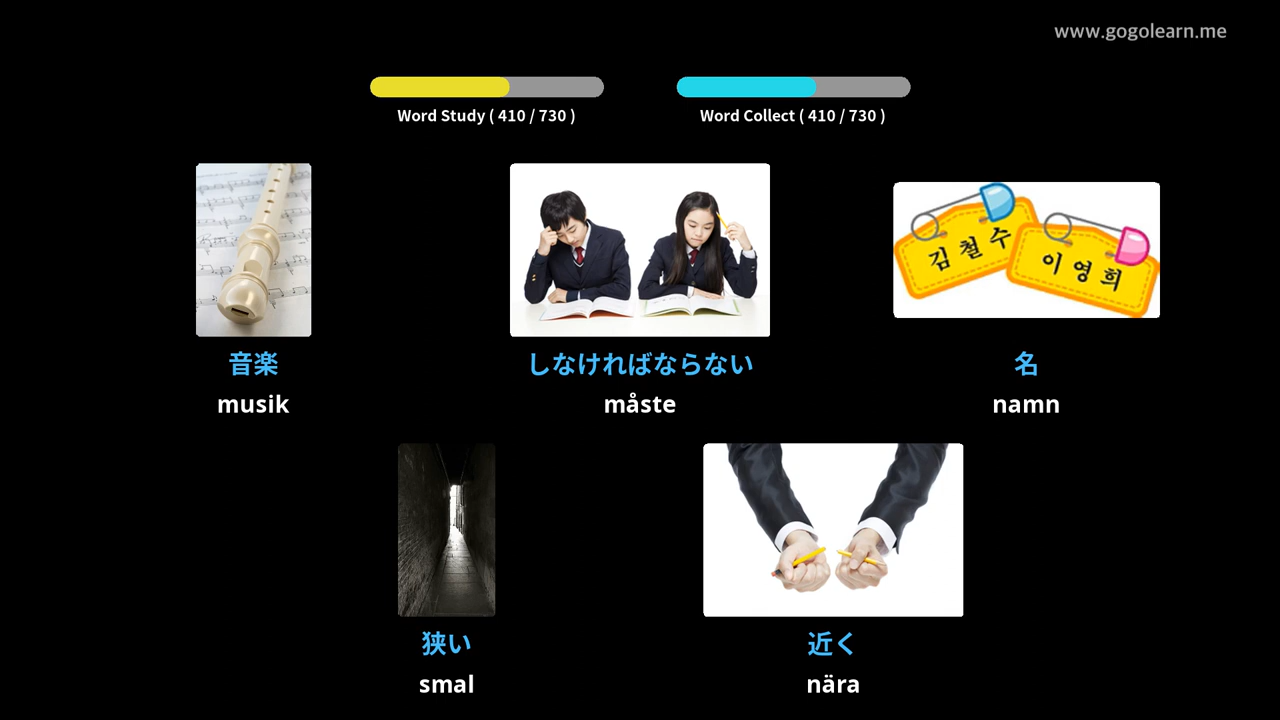 www.gogolearn.me
Word Study ( 410 / 730 )
Word Collect ( 410 / 730 )
김철수
이영희
音楽
musik
しなければならない
måste
名
namn
狭い
smal
近く
nära